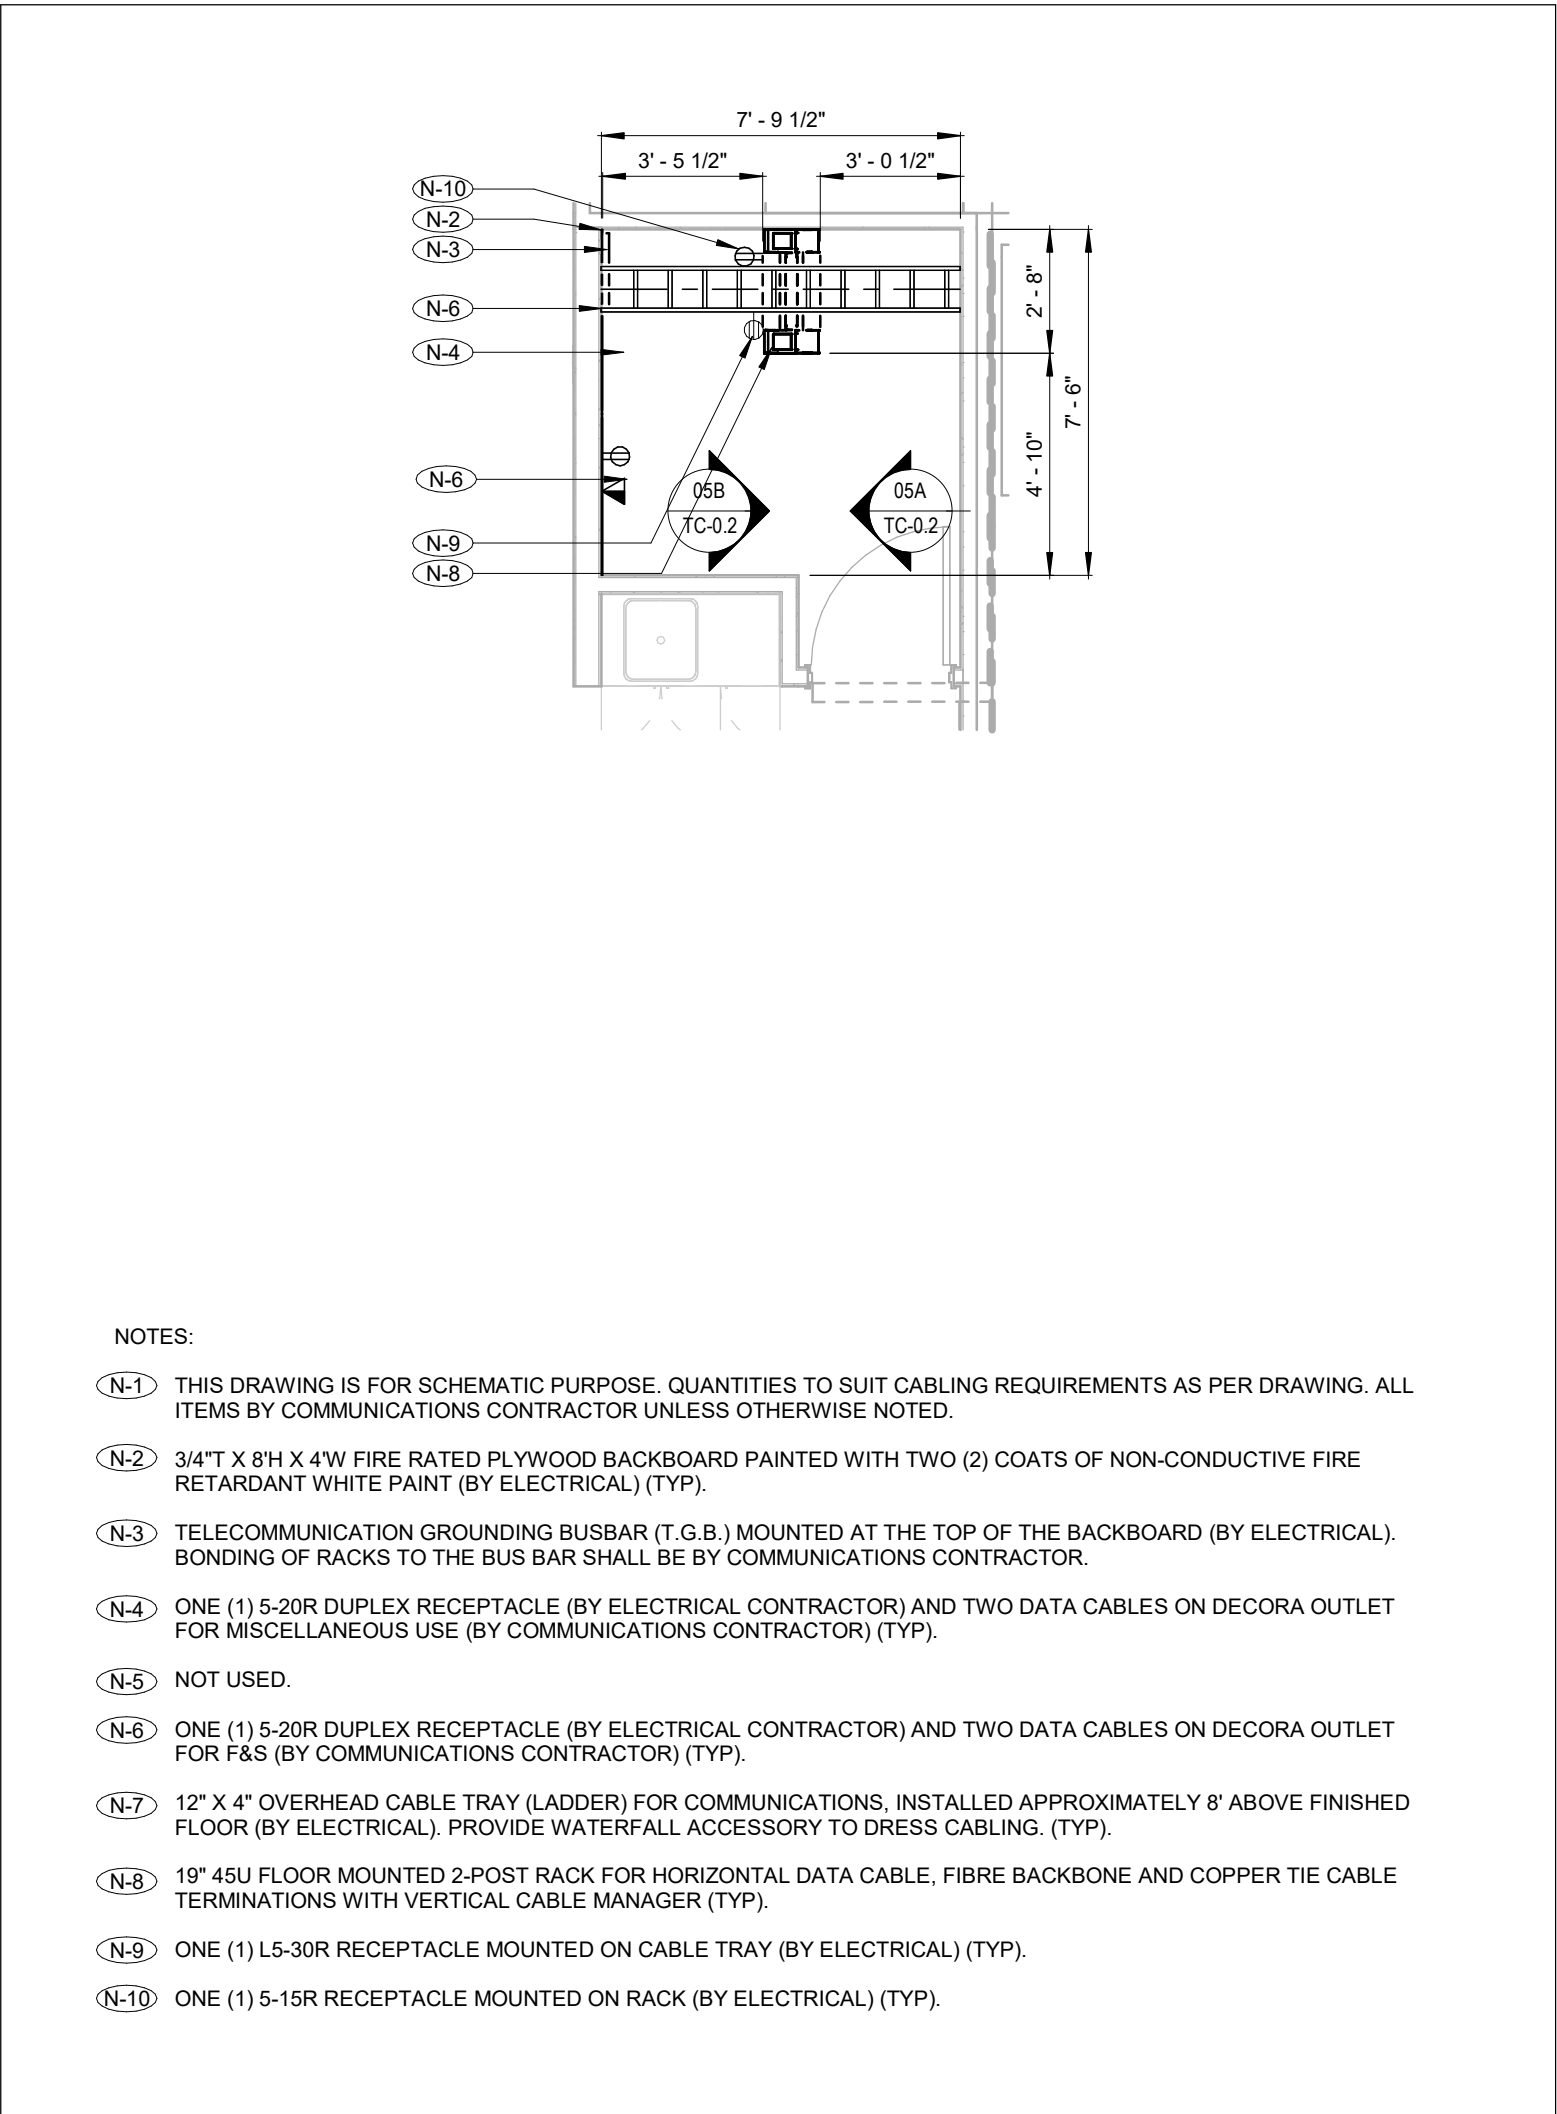 7' - 9 1/2"
3' - 5 1/2"
3' - 0 1/2"
N-10
N-2
N-3
N-6
N-4
N-6
N-9
N-8
2' - 8"
7' - 6"
4' - 10"
05B
TC-0.2
05A
TC-0.2
NOTES:
N-1 THIS DRAWING IS FOR SCHEMATIC PURPOSE. QUANTITIES TO SUIT CABLING REQUIREMENTS AS PER DRAWING. ALL
ITEMS BY COMMUNICATIONS CONTRACTOR UNLESS OTHERWISE NOTED.
N-2 3/4"T X 8'H X 4'W FIRE RATED PLYWOOD BACKBOARD PAINTED WITH TWO (2) COATS OF NON-CONDUCTIVE FIRE
RETARDANT WHITE PAINT (BY ELECTRICAL) (TYP).
N-3 TELECOMMUNICATION GROUNDING BUSBAR (T.G.B.) MOUNTED AT THE TOP OF THE BACKBOARD (BY ELECTRICAL).
BONDING OF RACKS TO THE BUS BAR SHALL BE BY COMMUNICATIONS CONTRACTOR.
N-4 ONE (1) 5-20R DUPLEX RECEPTACLE (BY ELECTRICAL CONTRACTOR) AND TWO DATA CABLES ON DECORA OUTLET
FOR MISCELLANEOUS USE (BY COMMUNICATIONS CONTRACTOR) (TYP).
N-5 NOT USED.
N-6 ONE (1) 5-20R DUPLEX RECEPTACLE (BY ELECTRICAL CONTRACTOR) AND TWO DATA CABLES ON DECORA OUTLET
FOR F&S (BY COMMUNICATIONS CONTRACTOR) (TYP).
N-7 12" X 4" OVERHEAD CABLE TRAY (LADDER) FOR COMMUNICATIONS, INSTALLED APPROXIMATELY 8' ABOVE FINISHED
FLOOR (BY ELECTRICAL). PROVIDE WATERFALL ACCESSORY TO DRESS CABLING. (TYP).
N-8 19" 45U FLOOR MOUNTED 2-POST RACK FOR HORIZONTAL DATA CABLE, FIBRE BACKBONE AND COPPER TIE CABLE
TERMINATIONS WITH VERTICAL CABLE MANAGER (TYP).
N-9 ONE (1) L5-30R RECEPTACLE MOUNTED ON CABLE TRAY (BY ELECTRICAL) (TYP).
N-10 ONE (1) 5-15R RECEPTACLE MOUNTED ON RACK (BY ELECTRICAL) (TYP).